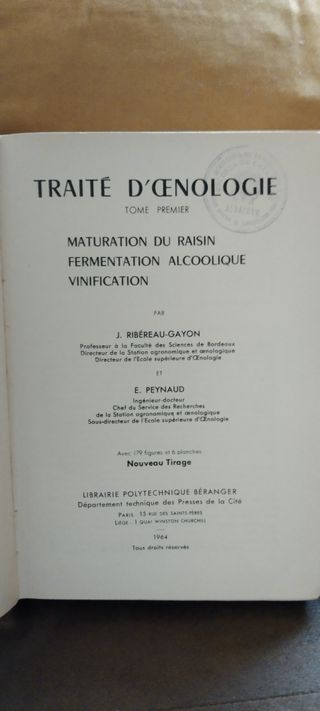 TRAITÉ D'ŒNOLOGIE
TOME PREMIER
MATURATION DU RAISIN
FERMENTATION ALCOOLIQUE
VINIFICATION
PAR
J. RIBÉREAU-GAYON
Professeur à la Faculté des Sciences de Bordeaux
Directeur de la Station agronomique et œnologique
Directeur de l'Ecole supérieure d'Œnologie
ET
E. PEYNAUD
Ingénieur-docteur
Chef du Service des Recherches
de la Station agronomique et œnologique
Sous-directeur de l'Ecole supérieure d'Œnologie
Avec 179 figures et 6 planches
Nouveau Tirage
LIBRAIRIE POLYTECHNIQUE BÉRANGER
Département technique des Presses de la Cité
PARIS : 15 RUE DES SAINTS-PÈRES
LIÈGE : 1 QUAI WINSTON CHURCHILL
1964
Tous droits réservés